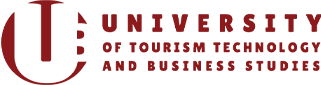 UNIVERSITY
OF TOURISM TECHNOLOGY
AND BUSINESS STUDIES